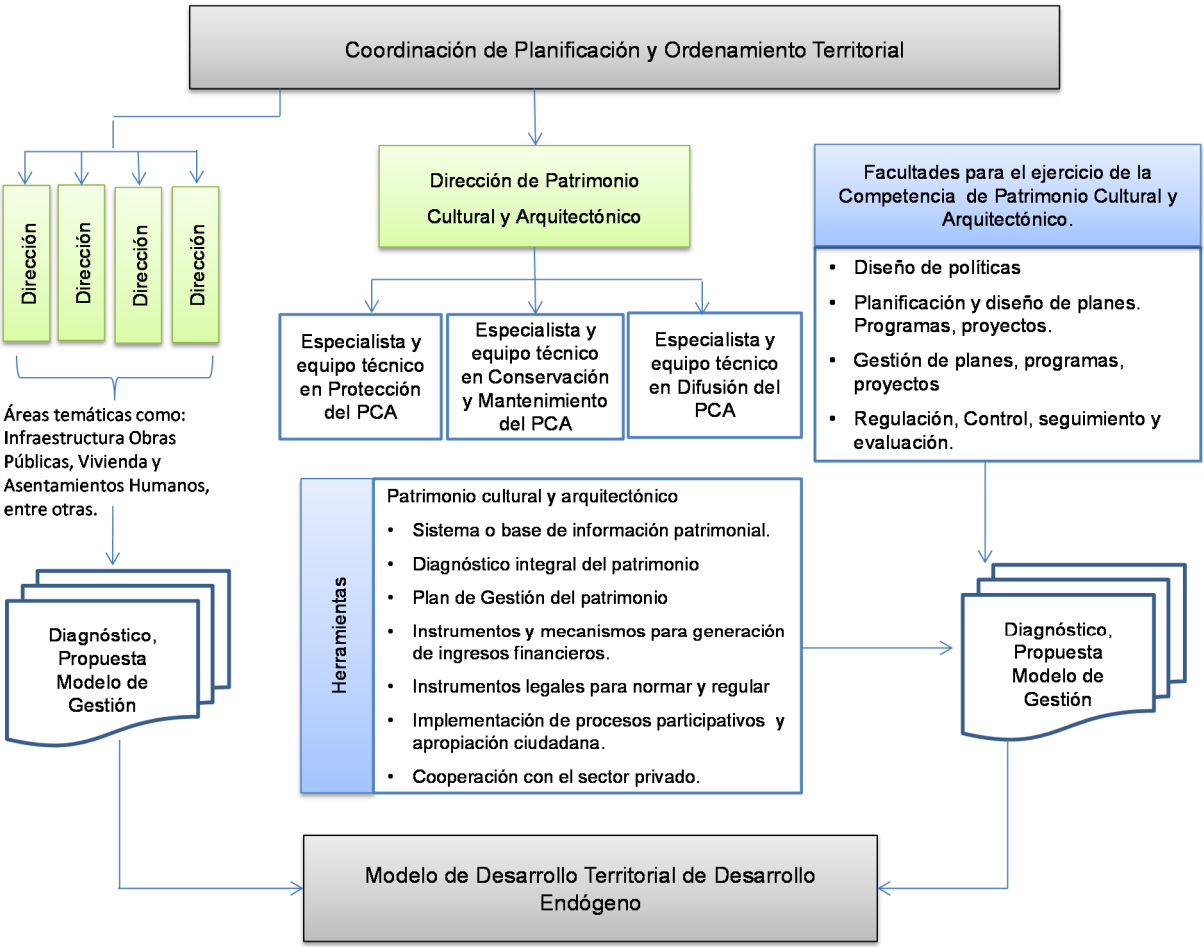 Coordinación de Planificación y Ordenamiento Territorial
Dirección
Dirección
Dirección
Dirección
Dirección de Patrimonio
Cultural y Arquitectónico
Facultades para el ejercicio de la
Competencia de Patrimonio Cultural y
Arquitectónico.
• Diseño de políticas
• Planificación y diseño de planes.
Programas, proyectos.
• Gestión de planes, programas,
proyectos
• Regulación, Control, seguimiento y
evaluación.
Especialista y
equipo técnico
en Protección
del PCA
Especialista y
equipo técnico
en Conservación
y Mantenimiento
del PCA
Especialista y
equipo técnico
en Difusión del
PCA
Áreas temáticas como:
Infraestructura Obras
Públicas, Vivienda y
Asentamientos Humanos,
entre otras.
Herramientas
Patrimonio cultural y arquitectónico
• Sistema o base de información patrimonial.
• Diagnóstico integral del patrimonio
• Plan de Gestión del patrimonio
• Instrumentos y mecanismos para generación
de ingresos financieros.
• Instrumentos legales para normar y regular
• Implementación de procesos participativos y
apropiación ciudadana.
• Cooperación con el sector privado.
Diagnóstico,
Propuesta
Modelo de
Gestión
Diagnóstico,
Propuesta
Modelo de
Gestión
Modelo de Desarrollo Territorial de Desarrollo
Endógeno